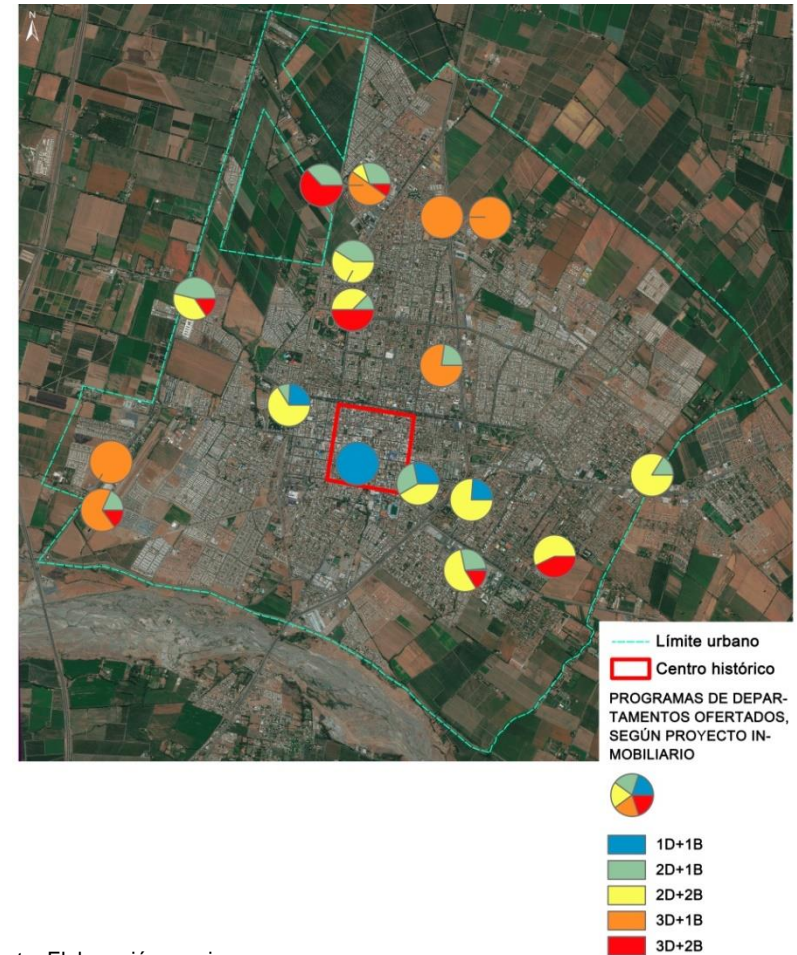 N
Límite urbano
Centro histórico
PROGRAMAS DE DEPAR-
TAMENTOS OFERTADOS,
SEGÚN PROYECTO IN-
MOBILIARIO
1D+1B
2D+1B
2D+2B
3D+1B
3D+2B